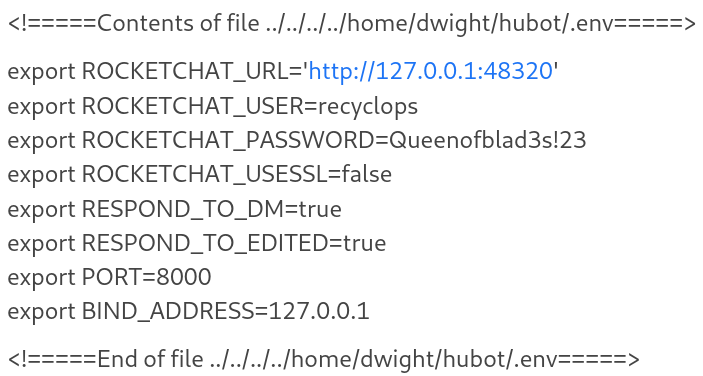 <!=====Contents of file ../../../../home/dwight/hubot/.env=====>
export ROCKETCHAT_URL='http://127.0.0.1:48320'
export ROCKETCHAT_USER=recyclops
export ROCKETCHAT_PASSWORD=Queenofblad3s!23
export ROCKETCHAT_USESSL=false
export RESPOND_TO_DM=true
export RESPOND_TO_EDITED=true
export PORT=8000
export BIND_ADDRESS=127.0.0.1
<!=====End of file ../../../../home/dwight/hubot/.env=====>